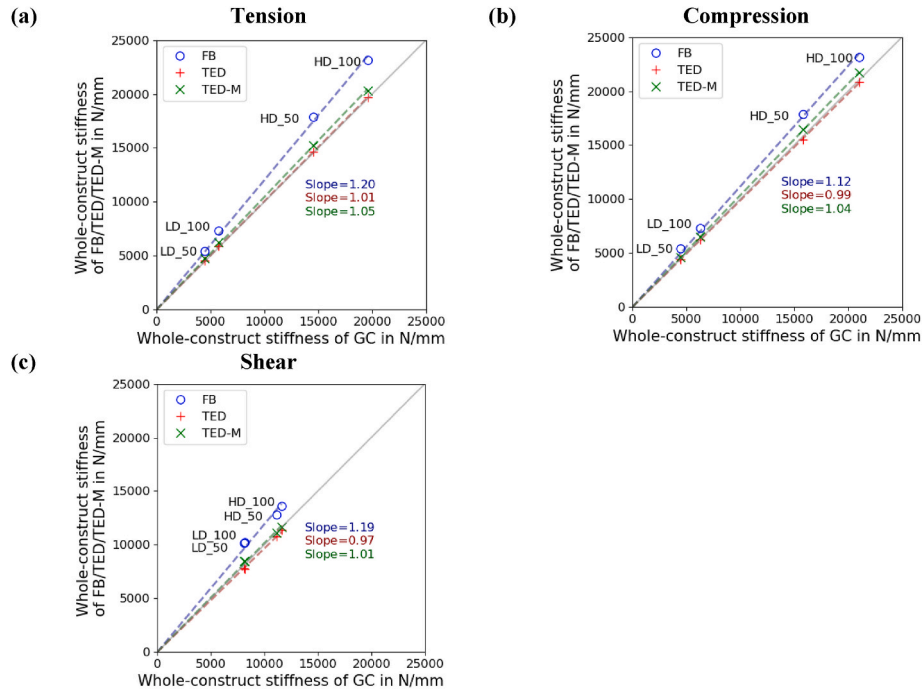 (a) Tension
25000
20000
15000
10000
5000
0
Whole-construct stiffness
of FB/TED/TED-M in N/mm
FB
TED
TED-M
HD_100
HD_50
LD_100
LD_50
Slope=1.20
Slope=1.01
Slope=1.05
0 5000 10000 15000 20000 25000
Whole-construct stiffness of GC in N/mm
(b) Compression
25000
20000
15000
10000
5000
0
Whole-construct stiffness
of FB/TED/TED-M in N/mm
FB
TED
TED-M
HD_100
HD_50
LD_100
LD_50
Slope=1.12
Slope=0.99
Slope=1.04
0 5000 10000 15000 20000 25000
Whole-construct stiffness of GC in N/mm
(c) Shear
25000
20000
15000
10000
5000
0
Whole-construct stiffness
of FB/TED/TED-M in N/mm
FB
TED
TED-M
HD_100
HD_50
LD_100
LD_50
Slope=1.19
Slope=0.97
Slope=1.01
0 5000 10000 15000 20000 25000
Whole-construct stiffness of GC in N/mm